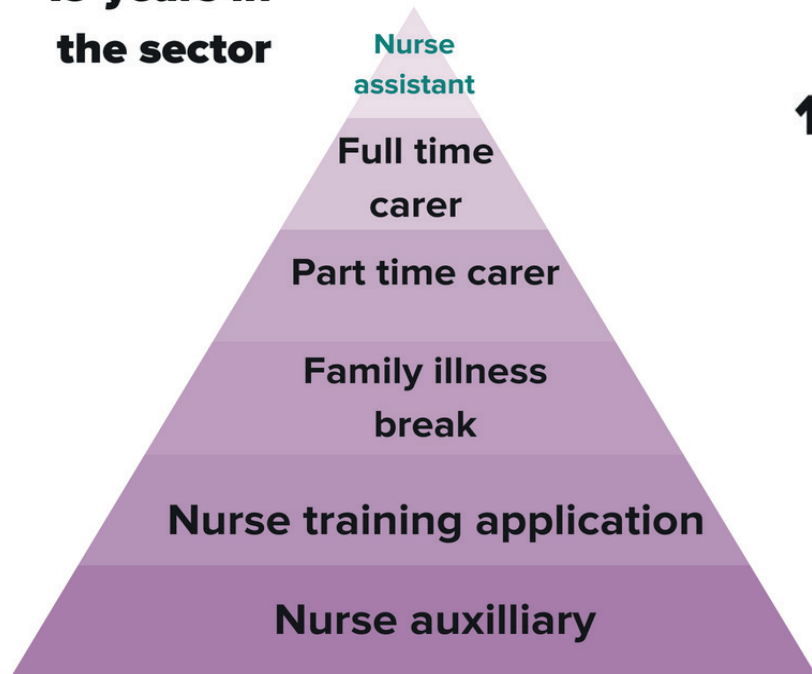 the sector
Nurse
assistant
Full time
carer
Part time carer
Family illness
break
Nurse training application
Nurse auxilliary